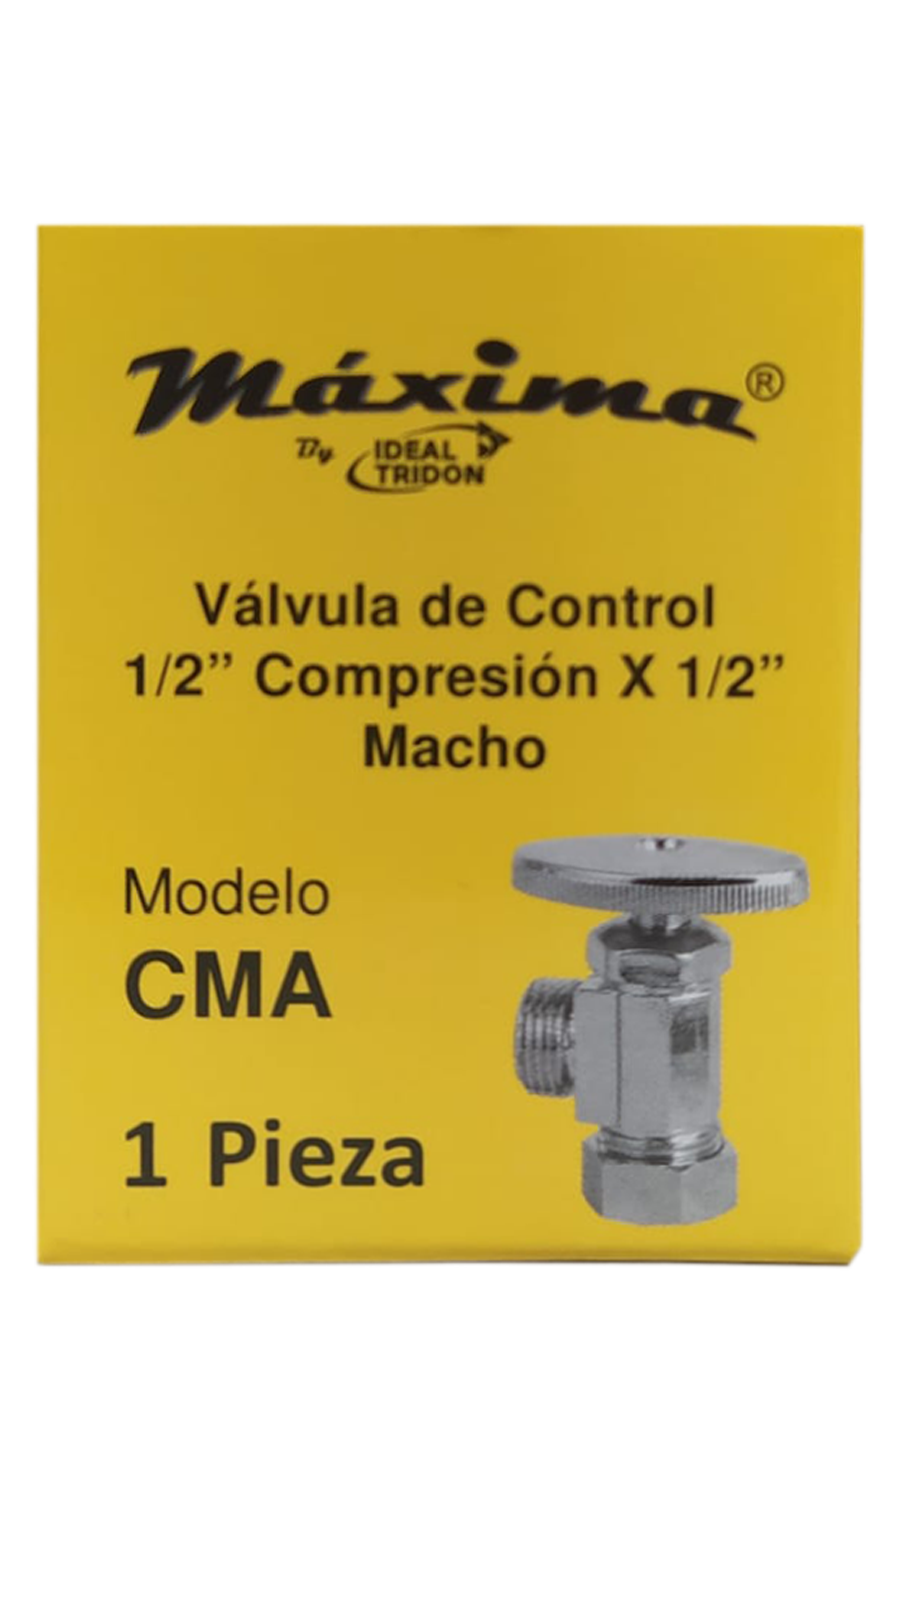 Máxima®
By IDEAL
TRIDON
Válvula de Control
1/2” Compresión X 1/2”
Macho
Modelo
CMA
1 Pieza